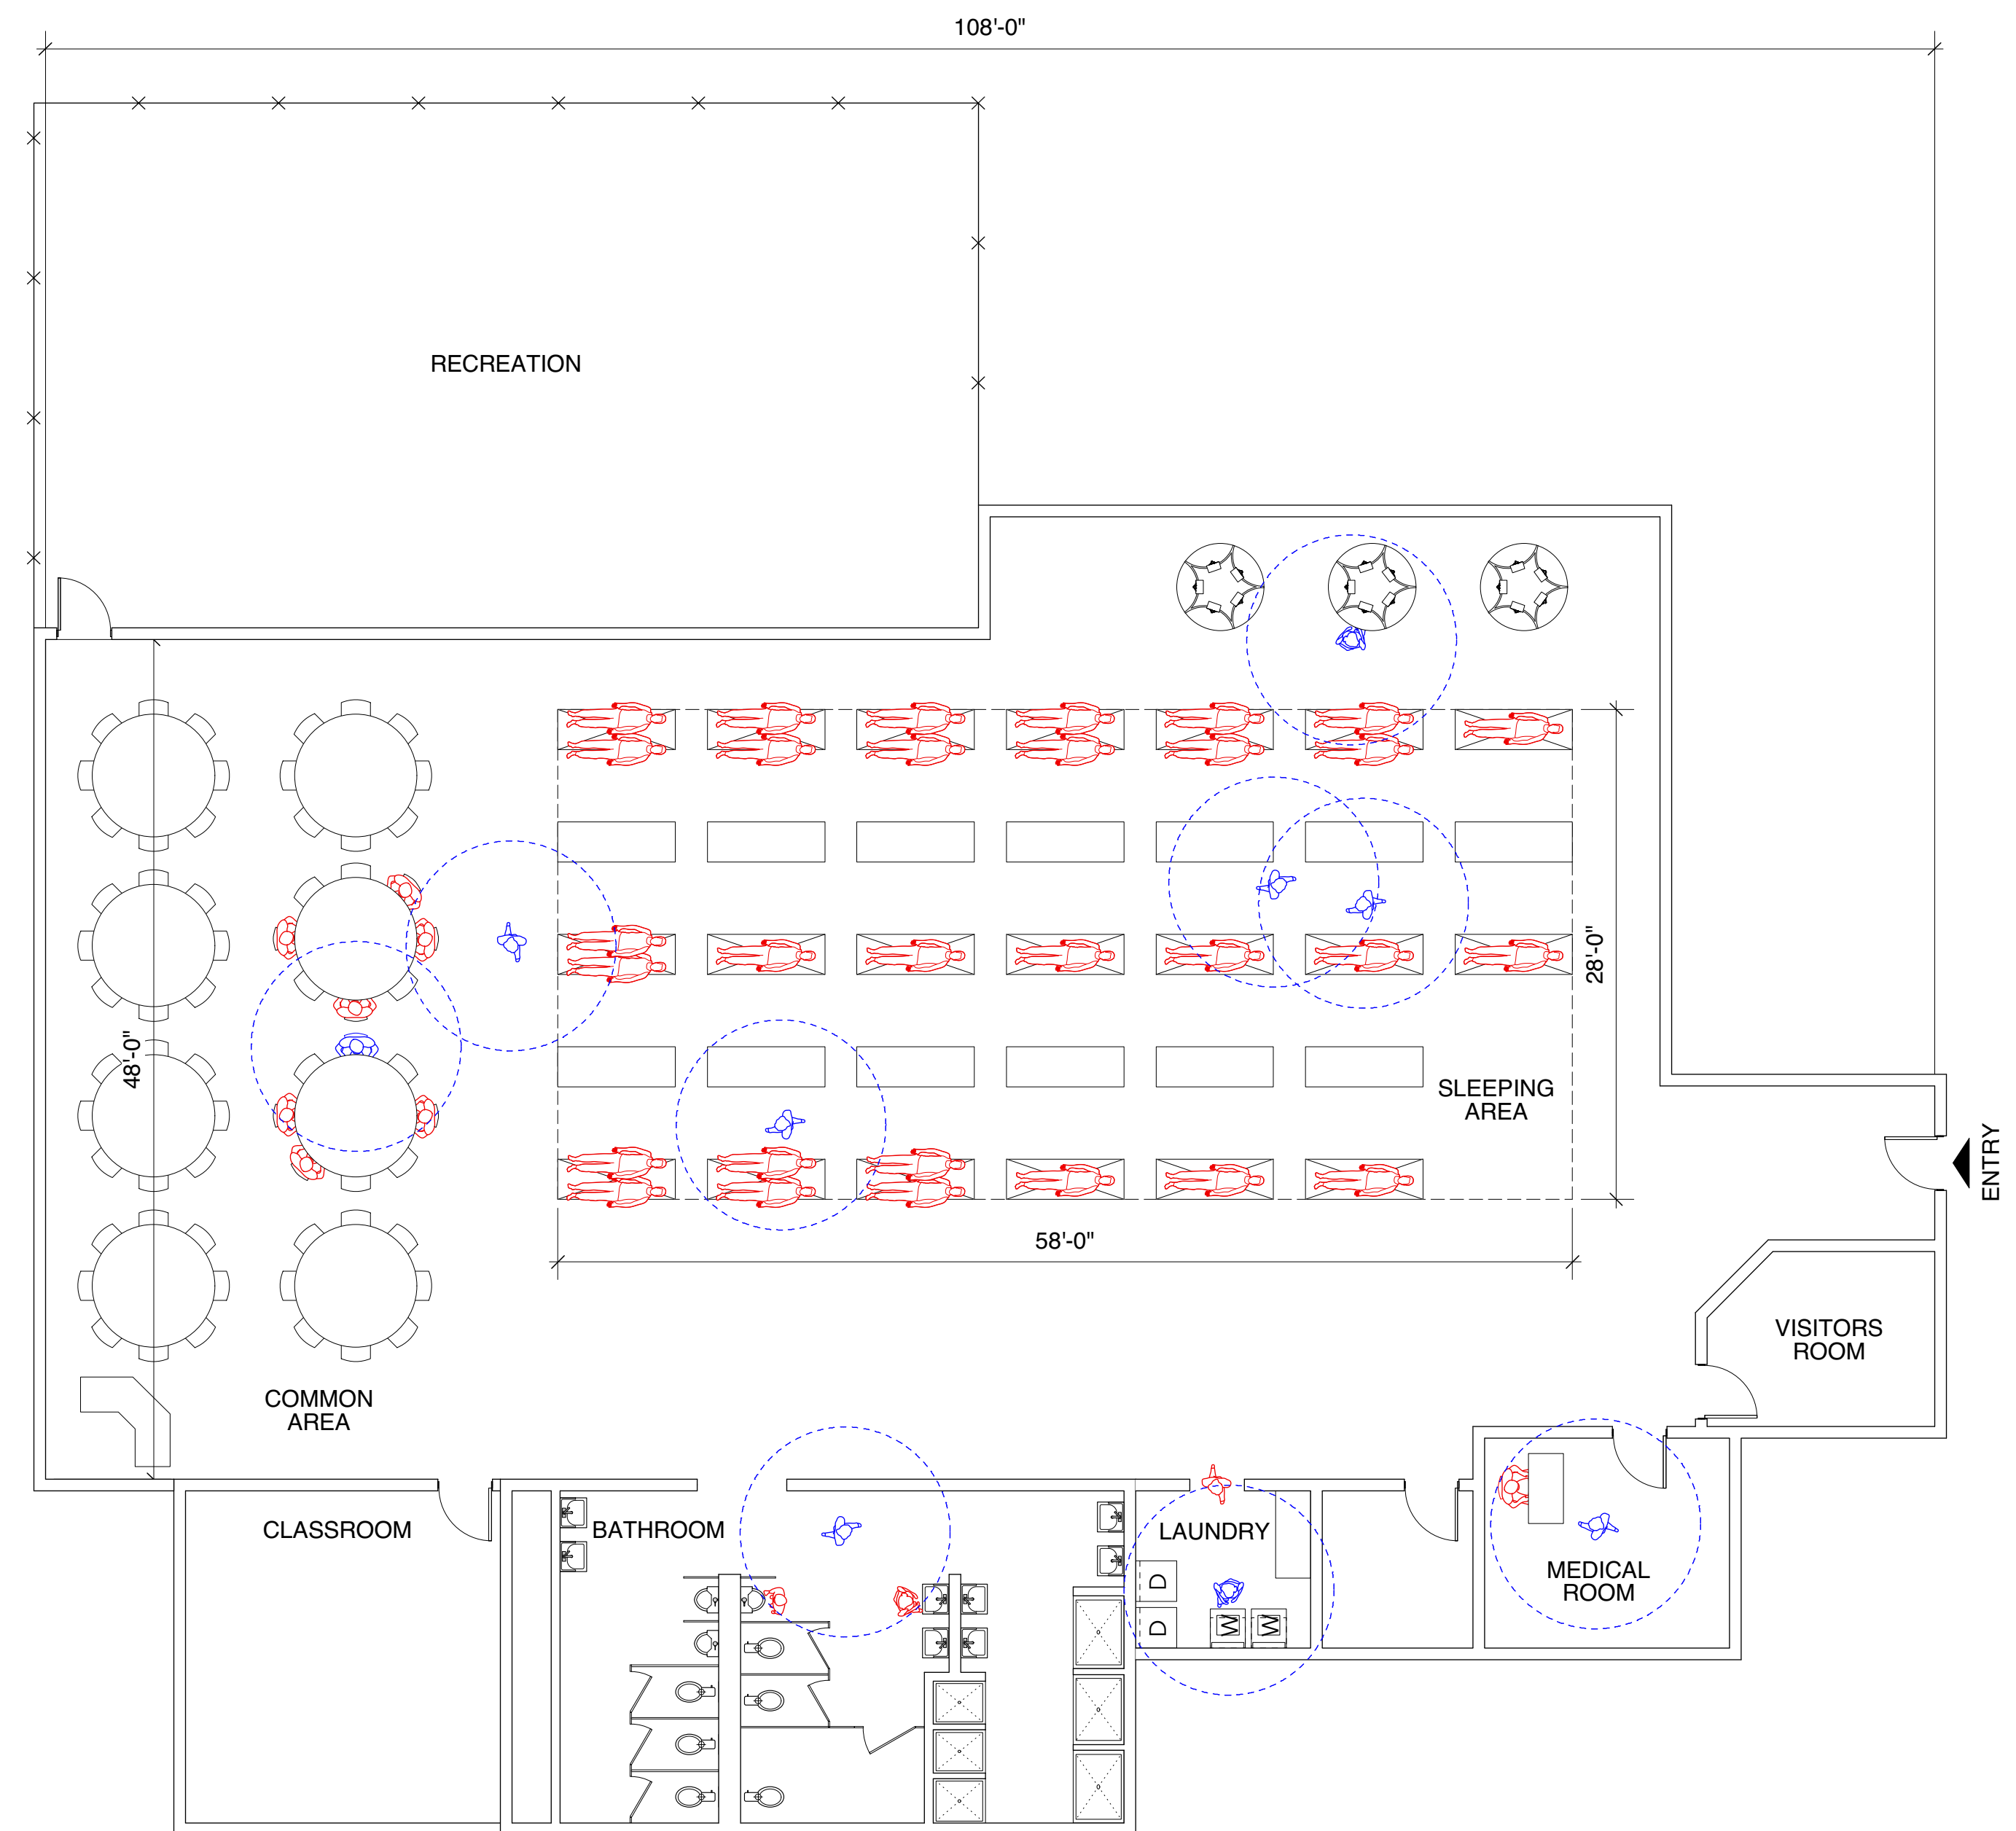 108'-0"
RECREATION
48'-0"
28'-0"
SLEEPING
AREA
ENTRY
58'-0"
VISITORS
ROOM
COMMON
AREA
CLASSROOM
BATHROOM
LAUNDRY
D
D
W
W
MEDICAL
ROOM